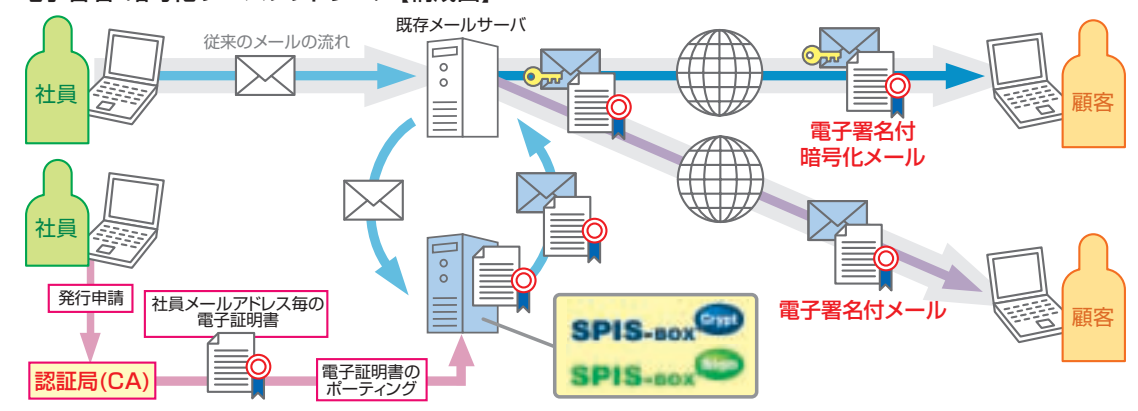 従来のメールの流れ
既存メールサーバ
社員
顧客
電子署名付
暗号化メール
社員
発行申請
社員メールアドレス毎の
電子証明書
認証局(CA)
電子証明書の
ポーティング
SPIS-BOX Crypt
SPIS-BOX Sign
電子署名付メール
顧客